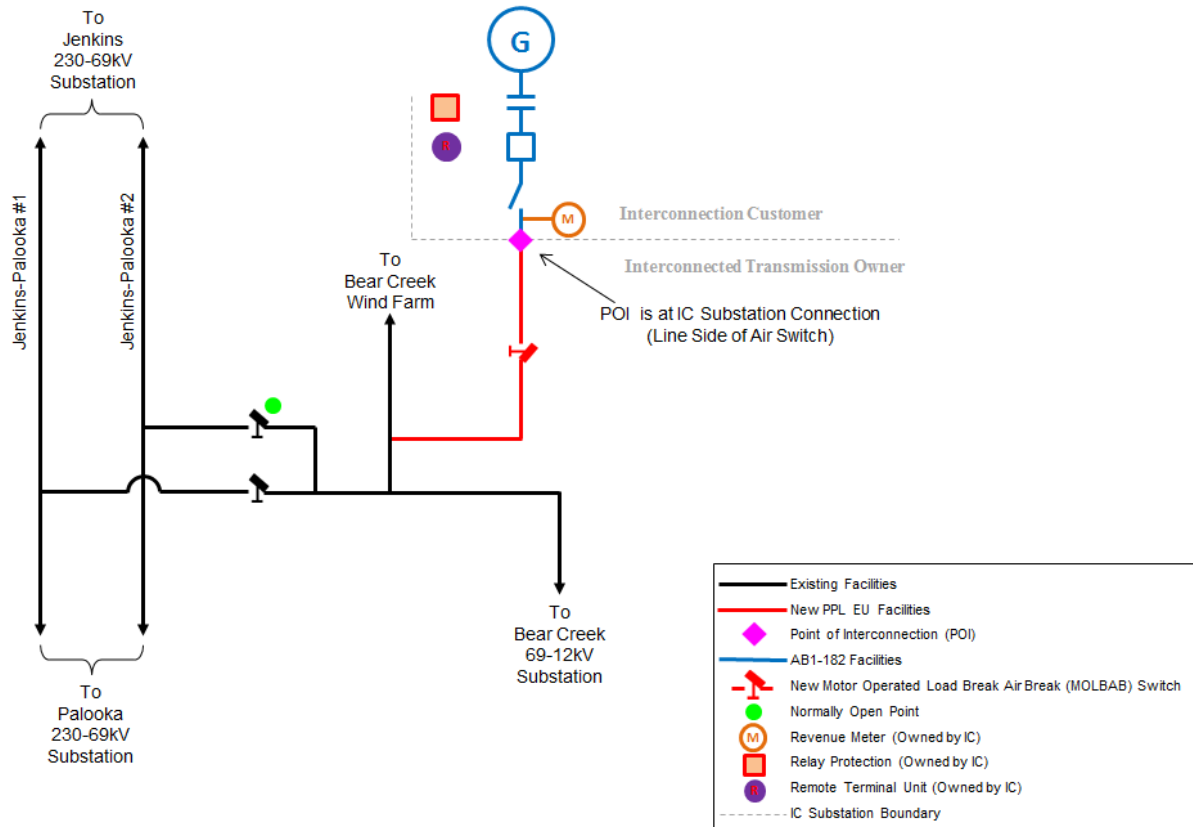 To
Jenkins
230-69kV
Substation
G
R
Jenkins-Palooka #1
Jenkins-Palooka #2
M
Interconnection Customer
Interconnected Transmission Owner
To
Bear Creek
Wind Farm
POI is at IC Substation Connection
(Line Side of Air Switch)
To
Bear Creek
69-12kV
Substation
To
Palooka
230-69kV
Substation
Existing Facilities
New PPL EU Facilities
Point of Interconnection (POI)
AB1-182 Facilities
New Motor Operated Load Break Air Break (MOLBAB) Switch
Normally Open Point
M Revenue Meter (Owned by IC)
Relay Protection (Owned by IC)
R Remote Terminal Unit (Owned by IC)
IC Substation Boundary